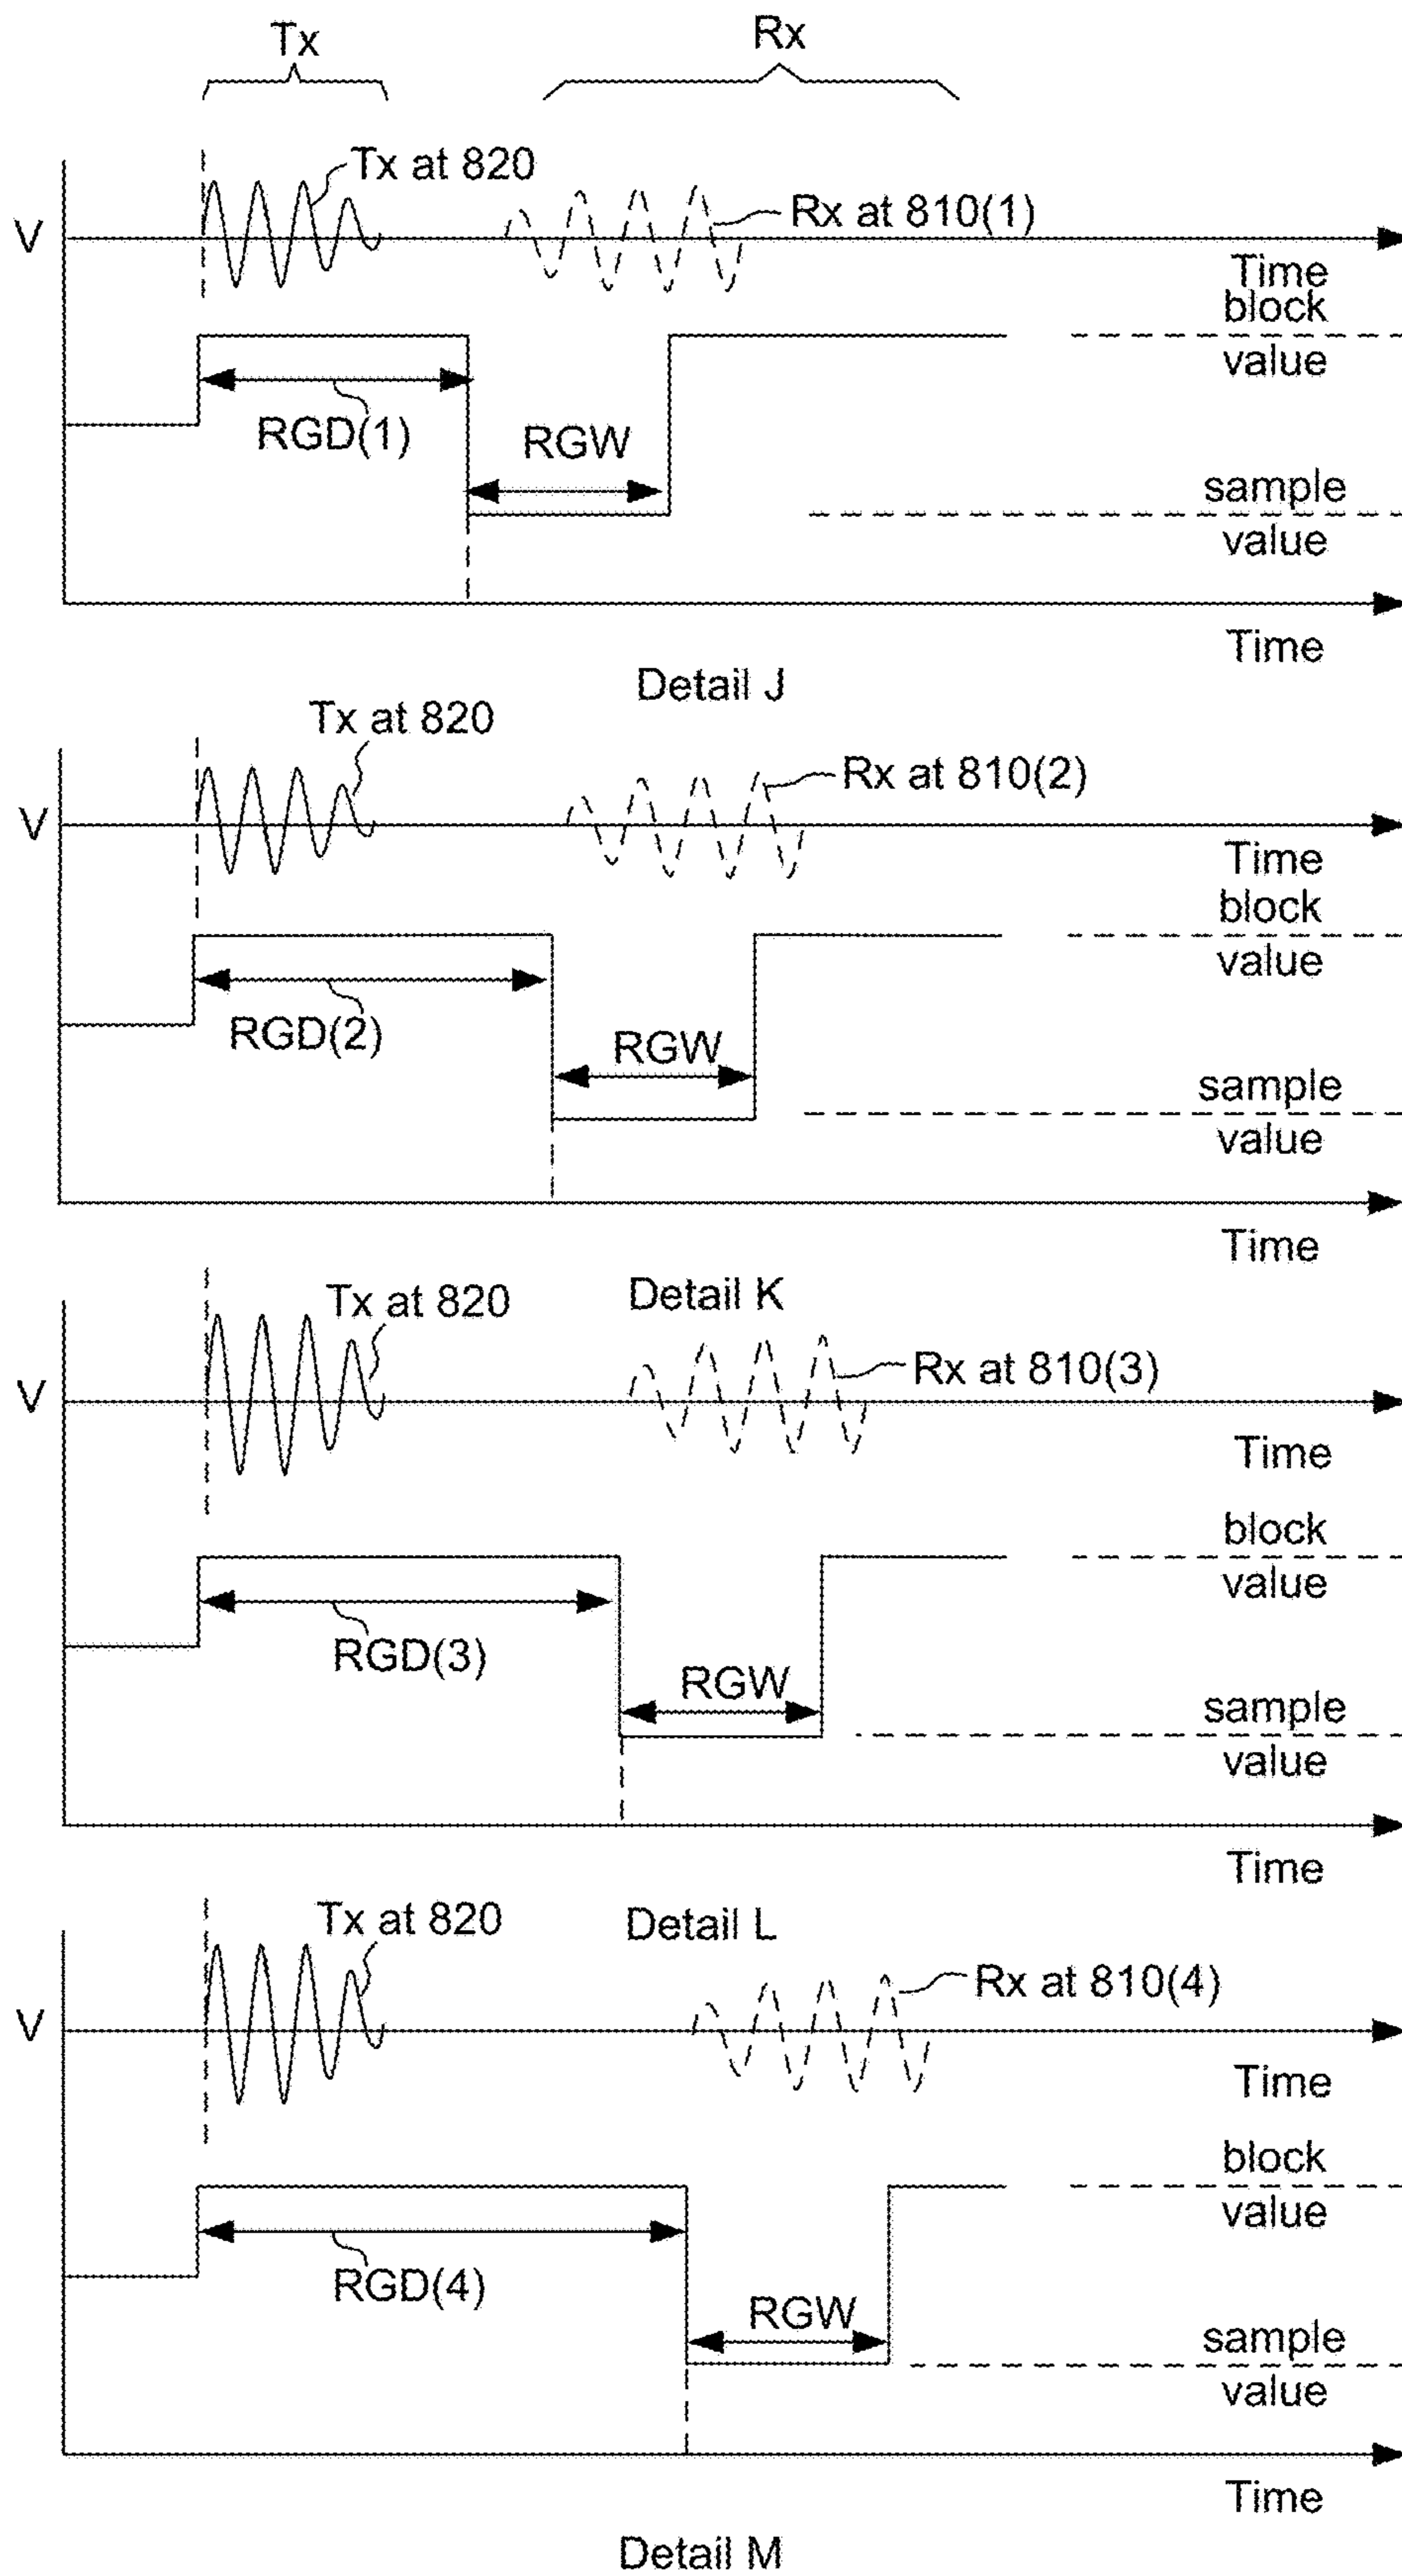 Tx
Rx
Tx at 820
Rx at 810(1)
V
Time
block
value
RGD(1)
RGW
sample
value
Time
Detail J
Tx at 820
Rx at 810(2)
V
Time
block
value
RGD(2)
RGW
sample
value
Time
Detail K
Tx at 820
Rx at 810(3)
V
Time
block
value
RGD(3)
RGW
sample
value
Time
Detail L
Tx at 820
Rx at 810(4)
V
Time
block
value
RGD(4)
RGW
sample
value
Time
Detail M